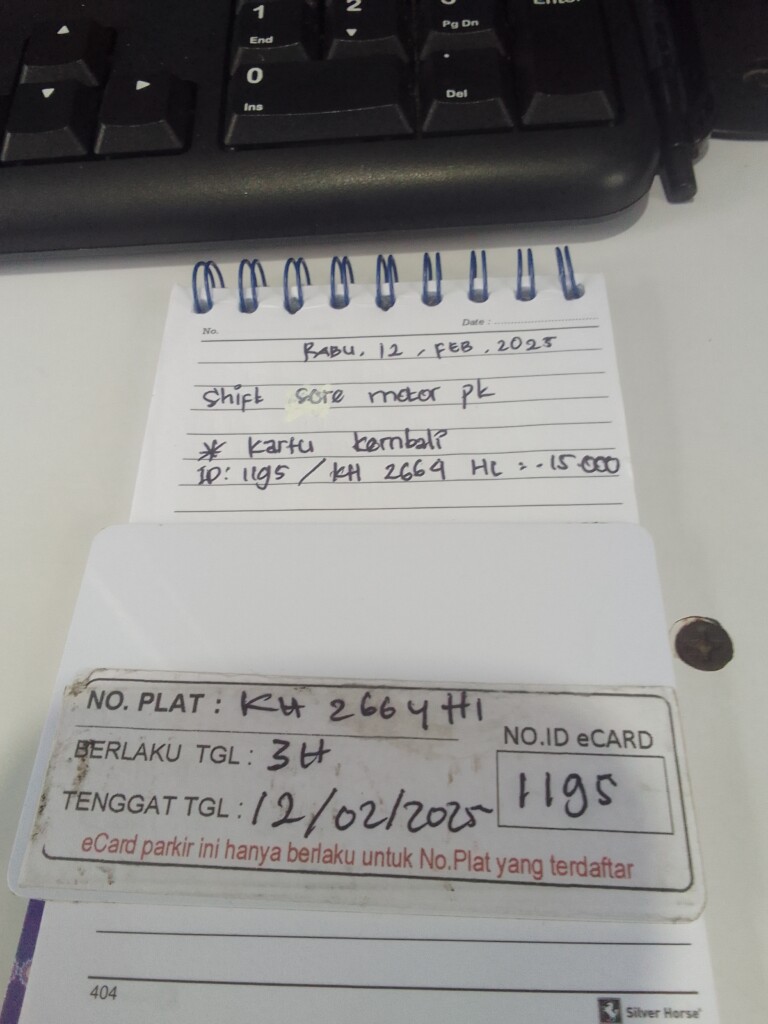 1
End
2
Pg Dn
0
Ins
Del
No.
Date :
RABU, 12, FEB, 2025
Shift sore motor pk
* kartu kembali
ID: 1195 / KH 2664 HL = -15.000
NO. PLAT : KH 2664 HI
BERLAKU TGL : 3H
TENGGAT TGL : 12/02/2025
NO.ID eCARD
1195
eCard parkir ini hanya berlaku untuk No.Plat yang terdaftar
404
Silver Horse